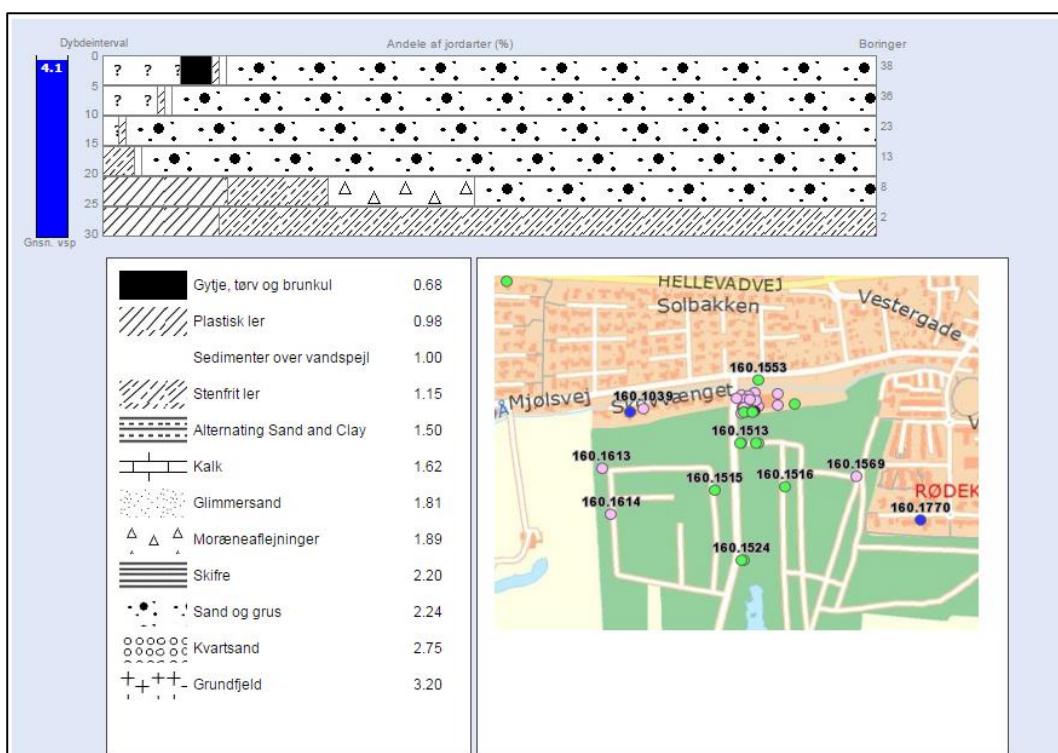 Dybdeinterval Andele af jordarter (%) Boringer
4.1
0 ? ? ? 38
5 ? ? 36
10 ? 23
15 13
20 8
25 2
30
Gnsn. vsp
Gytje, tørv og brunkul 0.68
Plastisk ler 0.98
Sedimenter over vandspejl 1.00
Stenfrit ler 1.15
Alternating Sand and Clay 1.50
Kalk 1.62
Glimmersand 1.81
Moræneaflejninger 1.89
Skifre 2.20
Sand og grus 2.24
Kvartsand 2.75
Grundfjeld 3.20
HELLEVADVEJ
Solbakken
Vestergade
160.1553
160.1039
Mjølsvej
Skovvænget
160.1513
160.1613
160.1515
160.1516
160.1569
RØDEK
160.1614
160.1770
160.1524